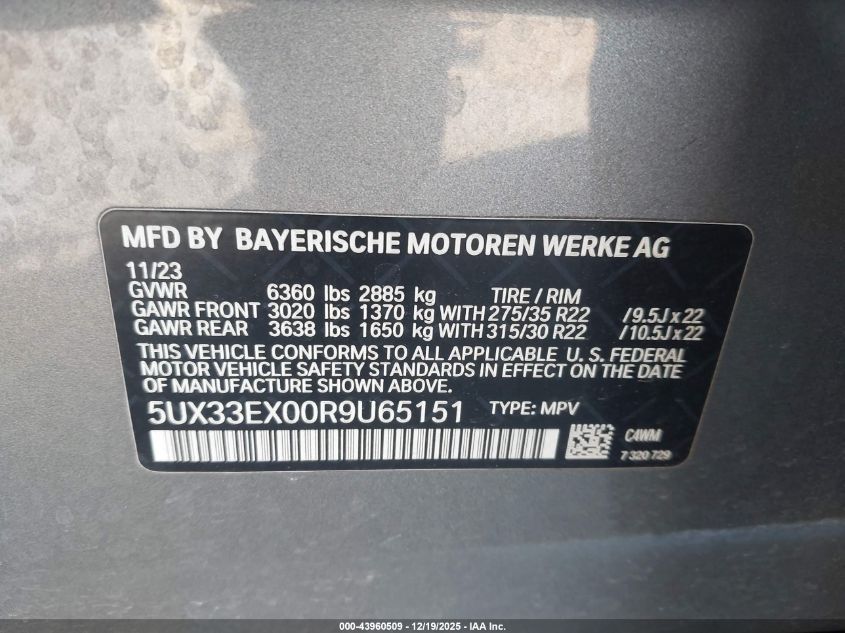 MFD BY BAYERISCHE MOTOREN WERKE AG
11/23
GVWR 6360 lbs 2885 kg TIRE / RIM
GAWR FRONT 3020 lbs 1370 kg WITH 275/35 R22 /9.5J x 22
GAWR REAR 3638 lbs 1650 kg WITH 315/30 R22 /10.5J x 22
THIS VEHICLE CONFORMS TO ALL APPLICABLE U. S. FEDERAL
MOTOR VEHICLE SAFETY STANDARDS IN EFFECT ON THE DATE
OF MANUFACTURE SHOWN ABOVE.
5UX33EX00R9U65151 TYPE: MPV
C4WM
7 320 729
000-43960509 - 12/19/2025 - IAA Inc.